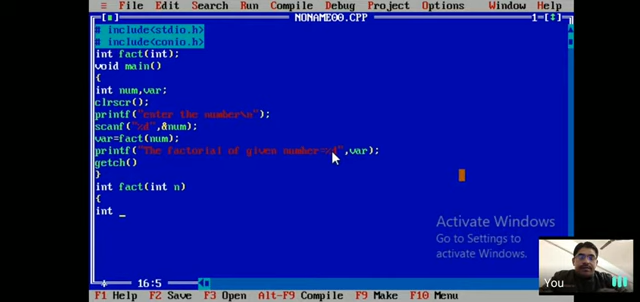 ≡ File Edit Search Run Compile Debug Project Options Window Help
NONAME00.CPP 1=[↕]
# include<stdio.h>
# include<conio.h>
int fact(int);
void main()
{
int num,var;
clrscr();
printf("enter the number\n");
scanf("%d",&num);
var=fact(num);
printf("The factorial of given number=%d",var);
getch()
}
int fact(int n)
{
int _
Activate Windows
Go to Settings to
activate Windows.
You
16:5
F1 Help F2 Save F3 Open Alt-F9 Compile F9 Make F10 Menu